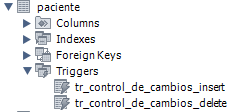 paciente
Columns
Indexes
Foreign Keys
Triggers
tr_control_de_cambios_insert
tr_control_de_cambios_delete